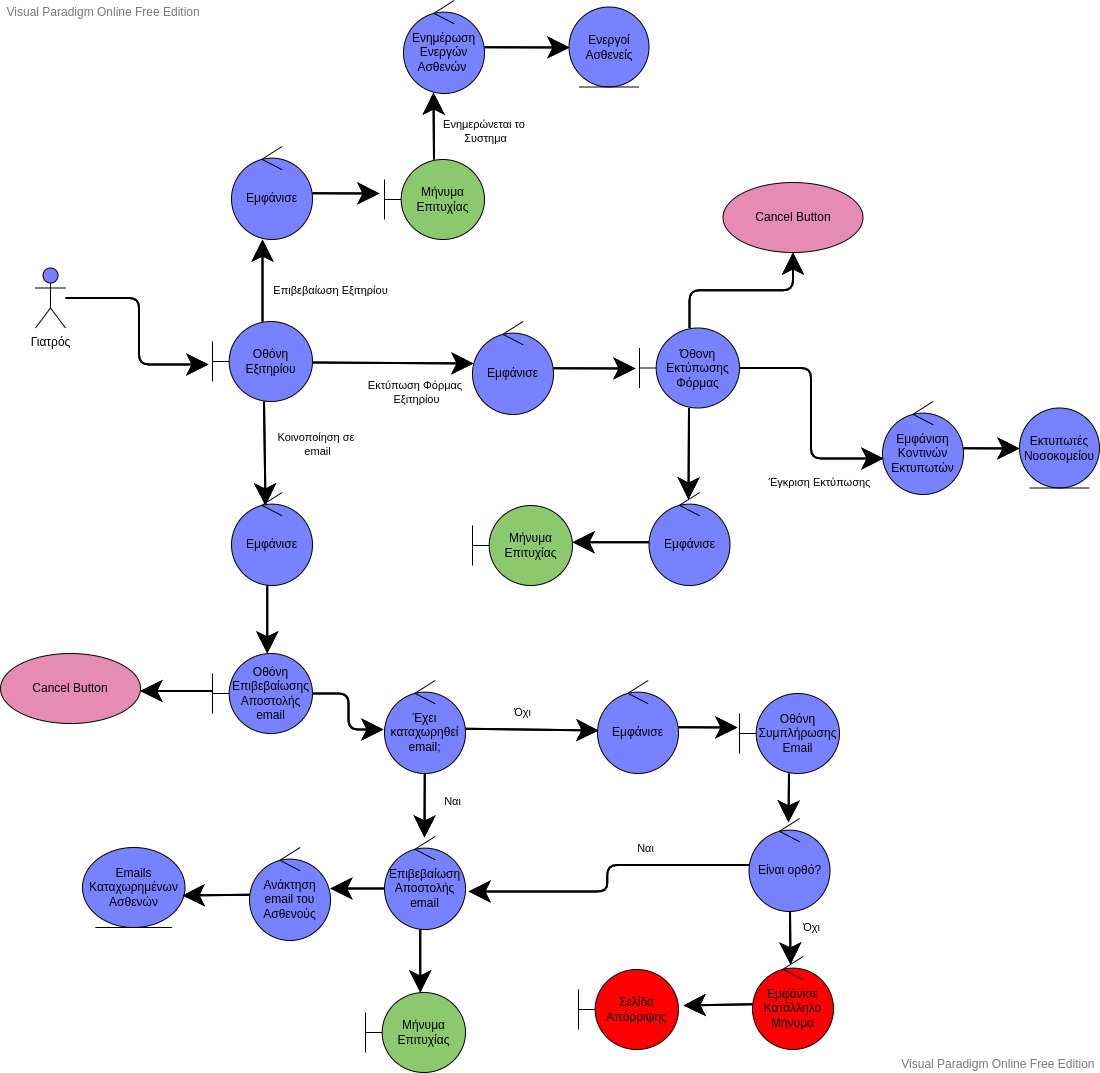 Visual Paradigm Online Free Edition
Ενημέρωση
Ενεργών
Ασθενών
Ενεργοί
Ασθενείς
Ενημερώνεται το
Συστημα
Εμφάνισε
Μήνυμα
Επιτυχίας
Cancel Button
Γιατρός
Επιβεβαίωση Εξιτηρίου
Οθόνη
Εξιτηρίου
Εκτύπωση Φόρμας
Εξιτηρίου
Εμφάνισε
Όθονη
Εκτύπωσης
Φόρμας
Κοινοποίηση σε
email
Εμφάνιση
Κοντινών
Εκτυπωτών
Εκτυπωτές
Νοσοκομείου
Έγκριση Εκτύπωσης
Εμφάνισε
Μήνυμα
Επιτυχίας
Εμφάνισε
Cancel Button
Οθόνη
Επιβεβαίωσης
Αποστολής
email
Έχει
καταχωρηθεί
email;
Όχι
Εμφάνισε
Οθόνη
Συμπλήρωσης
Email
Ναι
Ναι
Emails
Καταχωρημένων
Ασθενών
Ανάκτηση
email του
Ασθενούς
Επιβεβαίωση
Αποστολής
email
Είναι ορθό?
Όχι
Μήνυμα
Επιτυχίας
Σελίδα
Απόρριψης
Εμφάνισε
Κατάλληλο
Μήνυμα
Visual Paradigm Online Free Edition